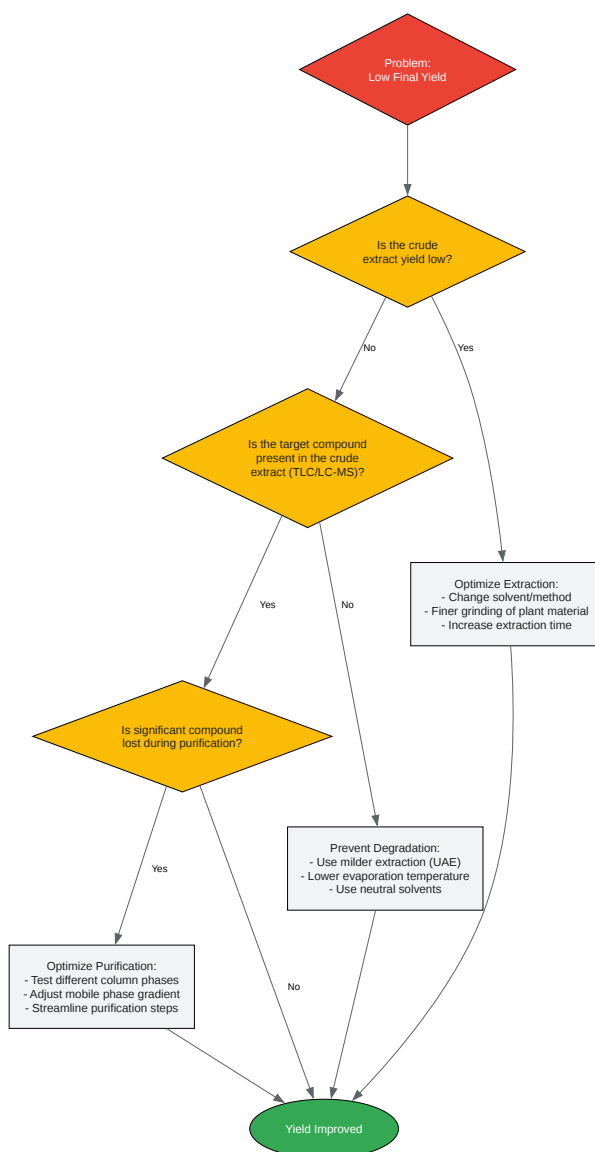 Problem:
Low Final Yield
Is the crude
extract yield low?
No
Yes
Is the target compound
present in the crude
extract (TLC/LC-MS)?
Optimize Extraction:
- Change solvent/method
- Finer grinding of plant material
- Increase extraction time
Yes
No
Is significant compound
lost during purification?
Prevent Degradation:
- Use milder extraction (UAE)
- Lower evaporation temperature
- Use neutral solvents
Yes
Optimize Purification:
- Test different column phases
- Adjust mobile phase gradient
- Streamline purification steps
No
Yield Improved